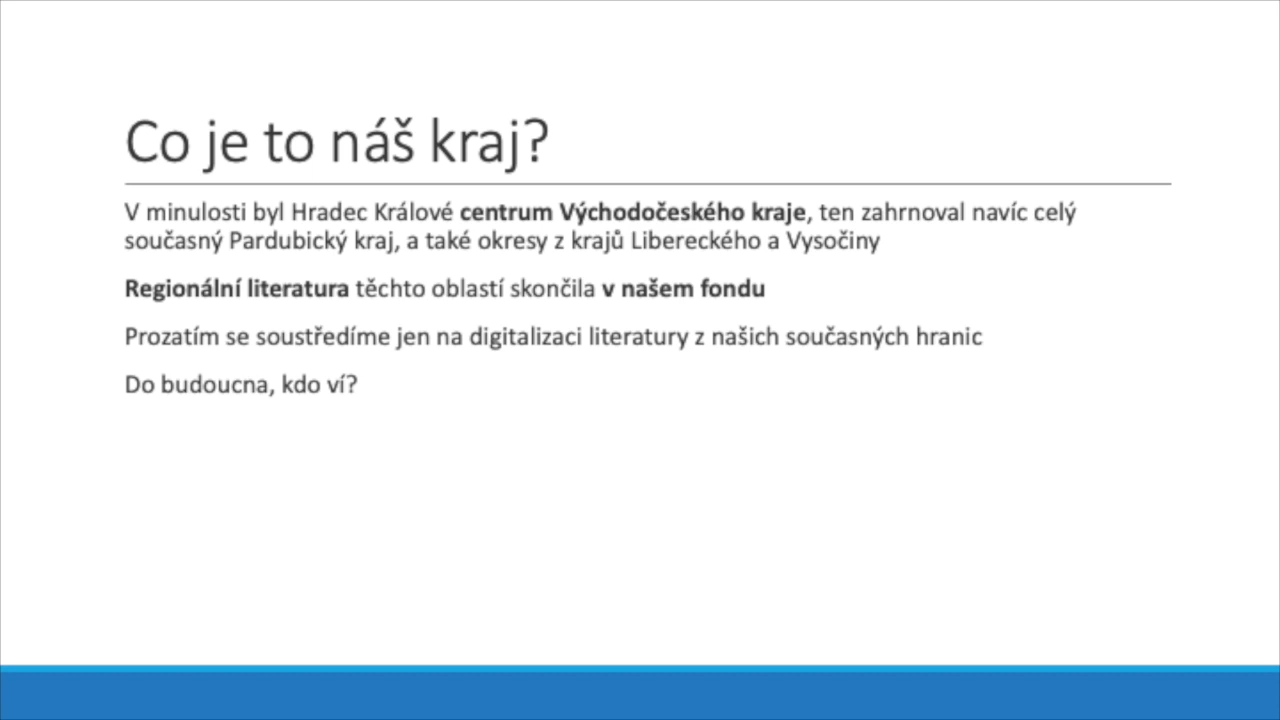 Co je to náš kraj?
V minulosti byl Hradec Králové centrum Východočeského kraje, ten zahrnoval navíc celý
současný Pardubický kraj, a také okresy z krajů Libereckého a Vysočiny
Regionální literatura těchto oblastí skončila v našem fondu
Prozatím se soustředíme jen na digitalizaci literatury z našich současných hranic
Do budoucna, kdo ví?